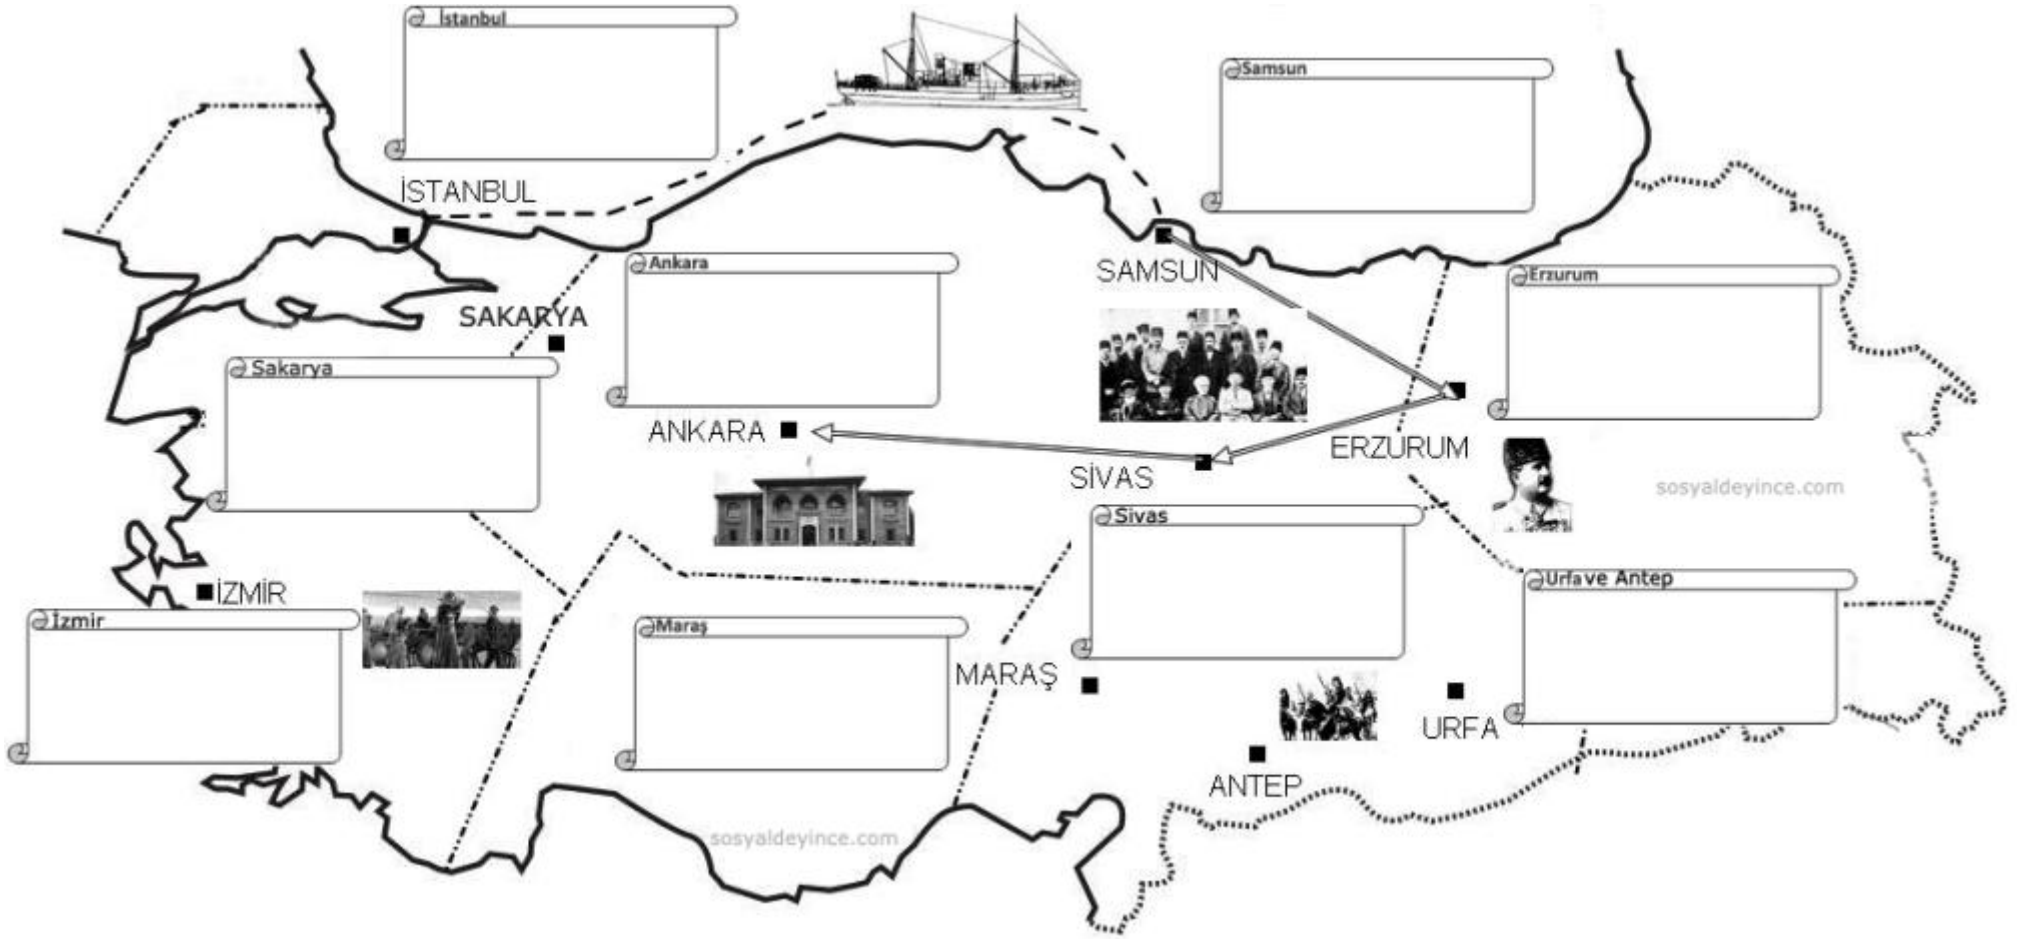 İstanbul
Samsun
İSTANBUL
Ankara
SAMSUN
Erzurum
SAKARYA
Sakarya
ANKARA
ERZURUM
SİVAS
sosyaldeyince.com
Sivas
Urfa ve Antep
İZMİR
İzmir
Maraş
MARAŞ
URFA
ANTEP
sosyaldeyince.com